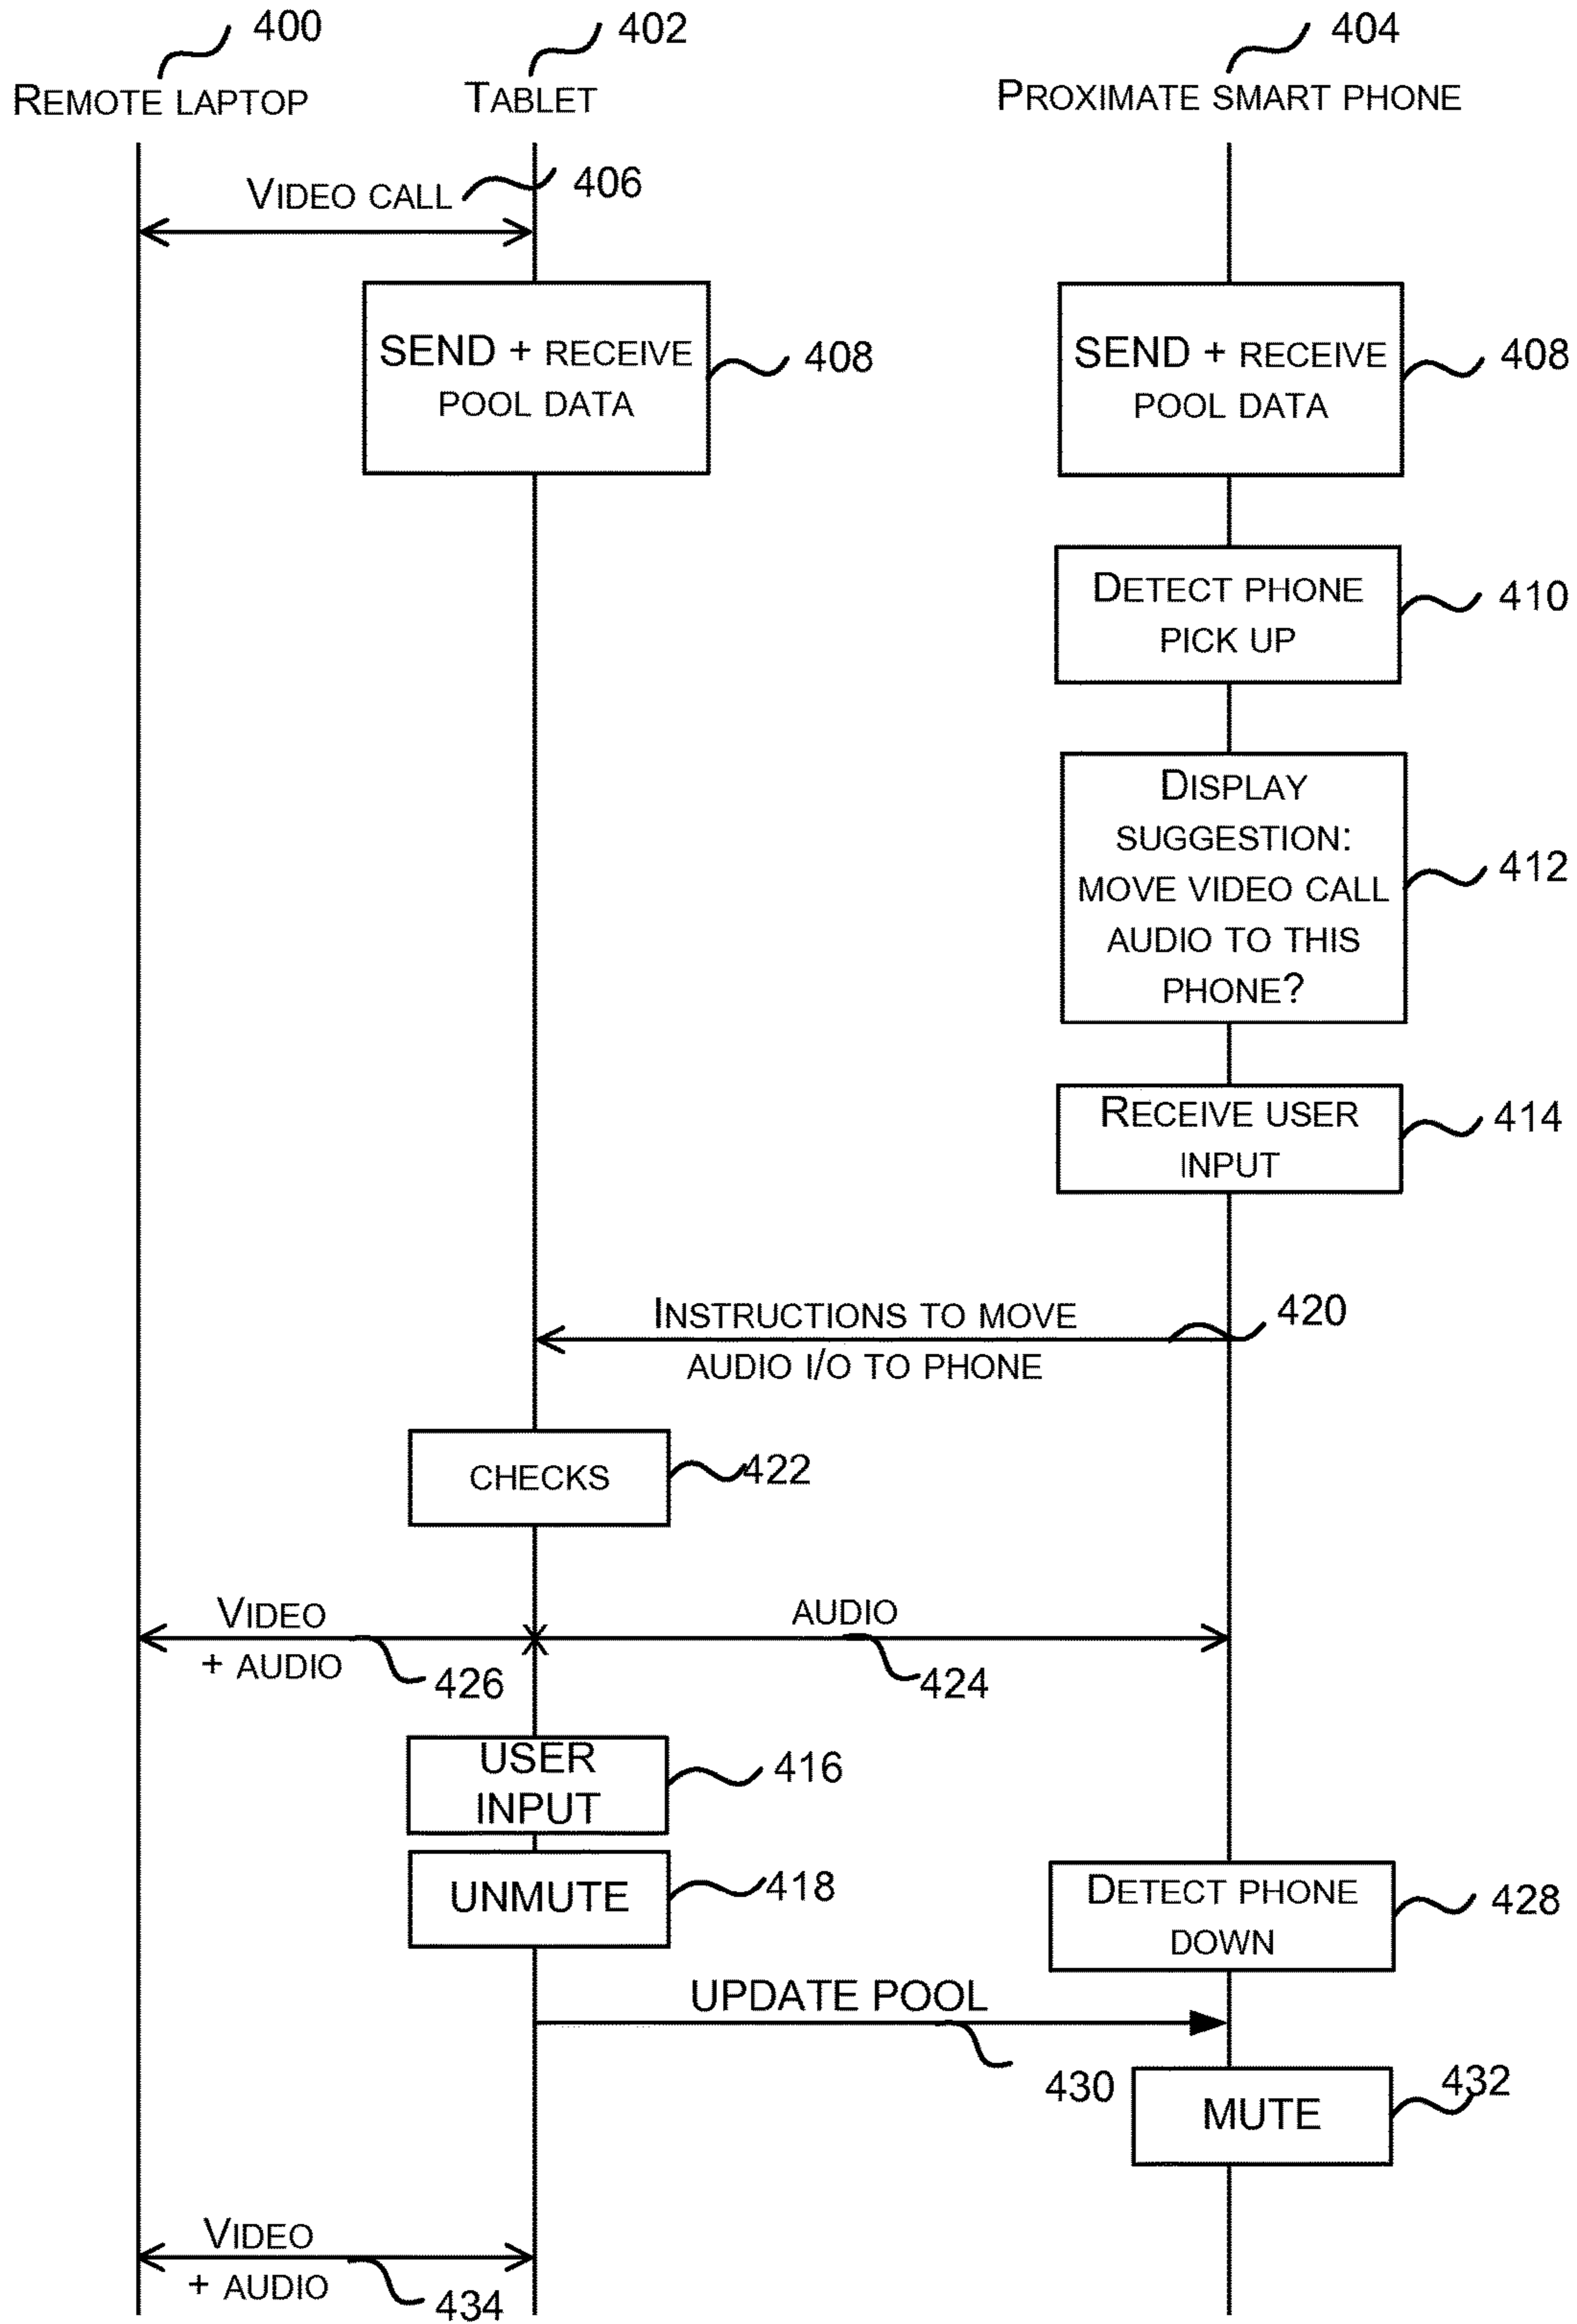 400
402
404
REMOTE LAPTOP
TABLET
PROXIMATE SMART PHONE
VIDEO CALL
406
SEND + RECEIVE
POOL DATA
408
SEND + RECEIVE
POOL DATA
408
DETECT PHONE
PICK UP
410
DISPLAY
SUGGESTION:
MOVE VIDEO CALL
AUDIO TO THIS
PHONE?
412
RECEIVE USER
INPUT
414
INSTRUCTIONS TO MOVE
AUDIO I/O TO PHONE
420
CHECKS
422
VIDEO
+ AUDIO
426
X
AUDIO
424
USER
INPUT
416
UNMUTE
418
DETECT PHONE
DOWN
428
UPDATE POOL
430
MUTE
432
VIDEO
+ AUDIO
434